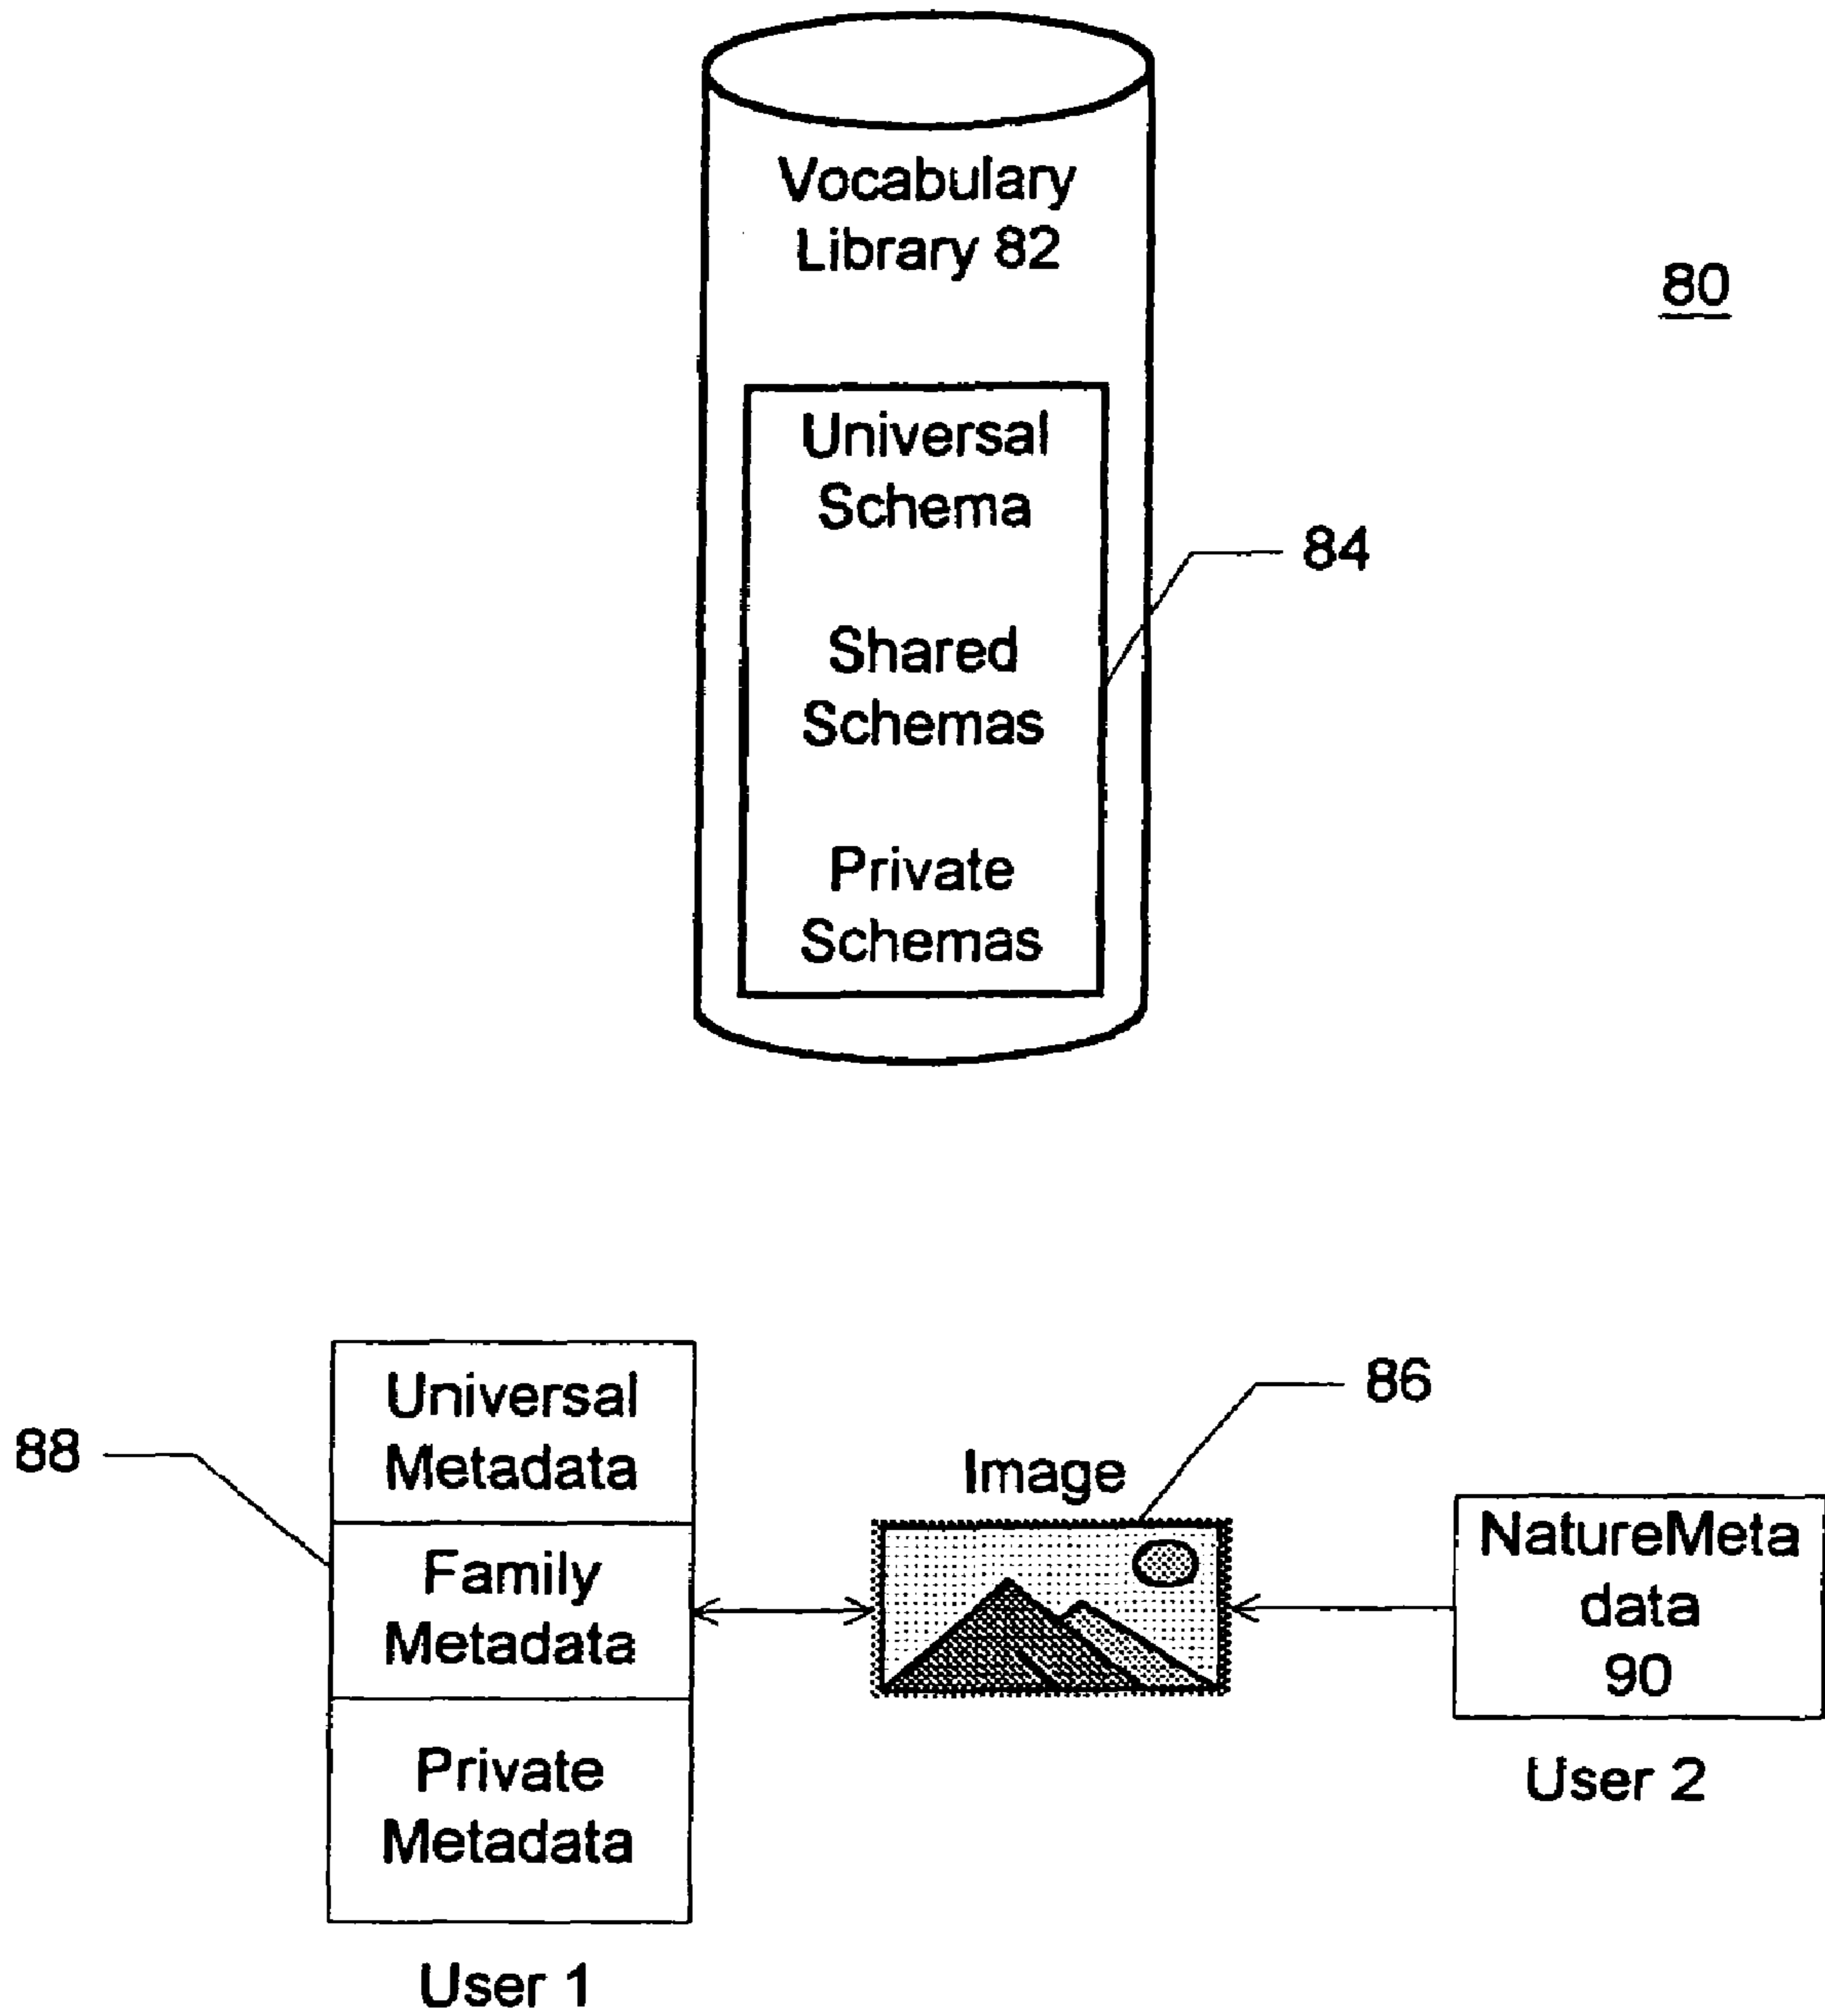 Vocabulary
Library 82
80
Universal
Schema
84
Shared
Schemas
Private
Schemas
Universal
Metadata
88
Family
Metadata
Private
Metadata
User 1
86
Image
NatureMeta
data
90
User 2